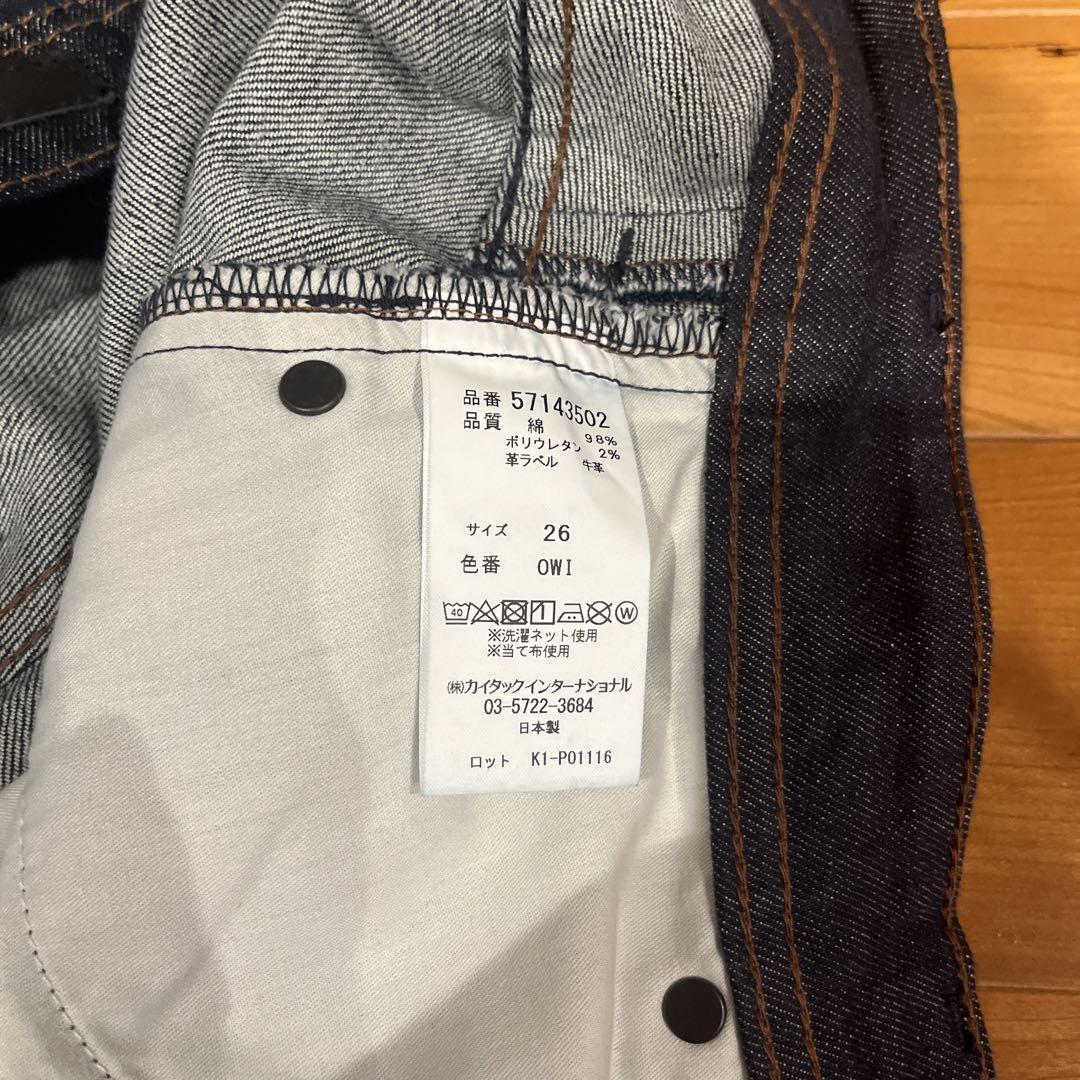 品番 57143502
品質 綿 98%
ポリウレタン 2%
革ラベル 牛革
サイズ 26
色番 OWI
40 1 W
※洗濯ネット使用
※当て布使用
㈱カイタックインターナショナル
03-5722-3684
日本製
ロット K1-P01116